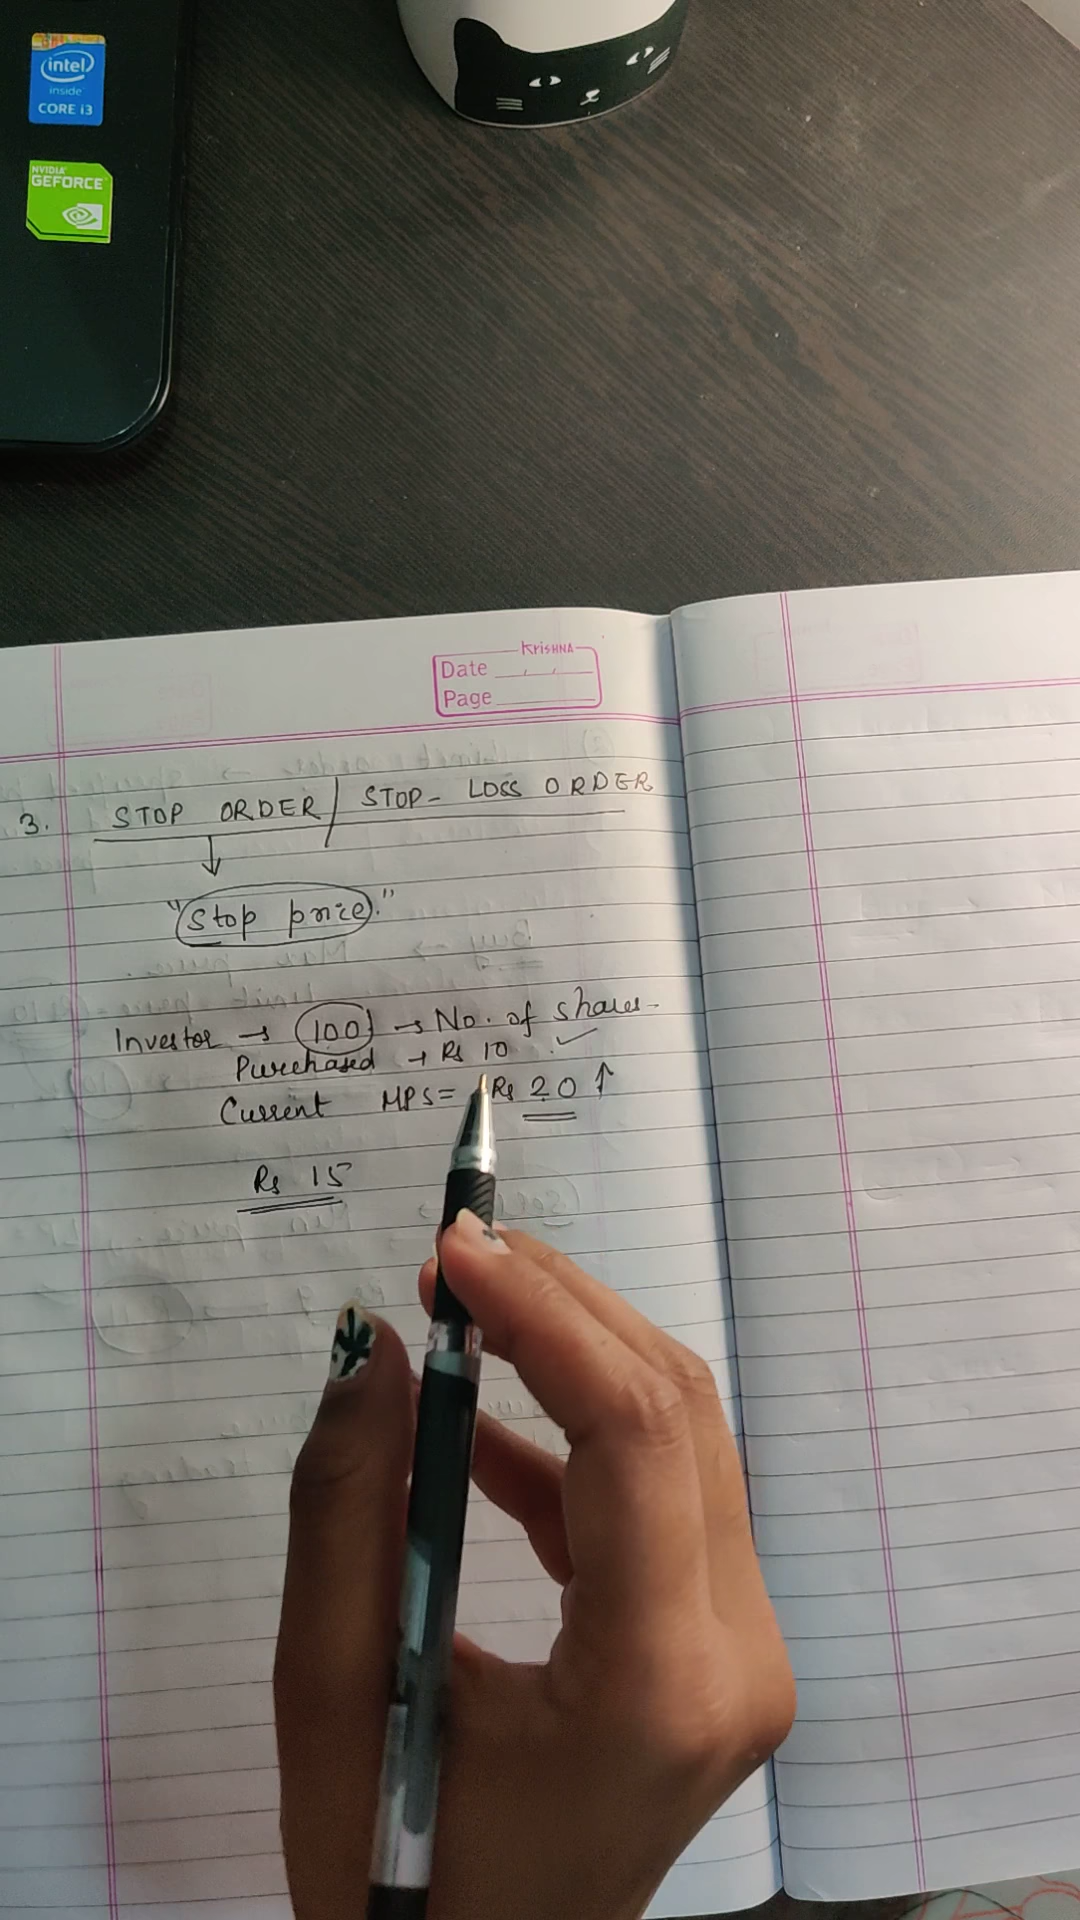 intel
inside
CORE i3
NVIDIA
GEFORCE
KriSHNA
Date
Page
3. STOP ORDER / STOP- LOSS ORDER
↓
"Stop price."
Investor → 100 → No. of shares-
Purchased → Rs 10 ✓
Current MPS= Rs 20 ↑
Rs 15